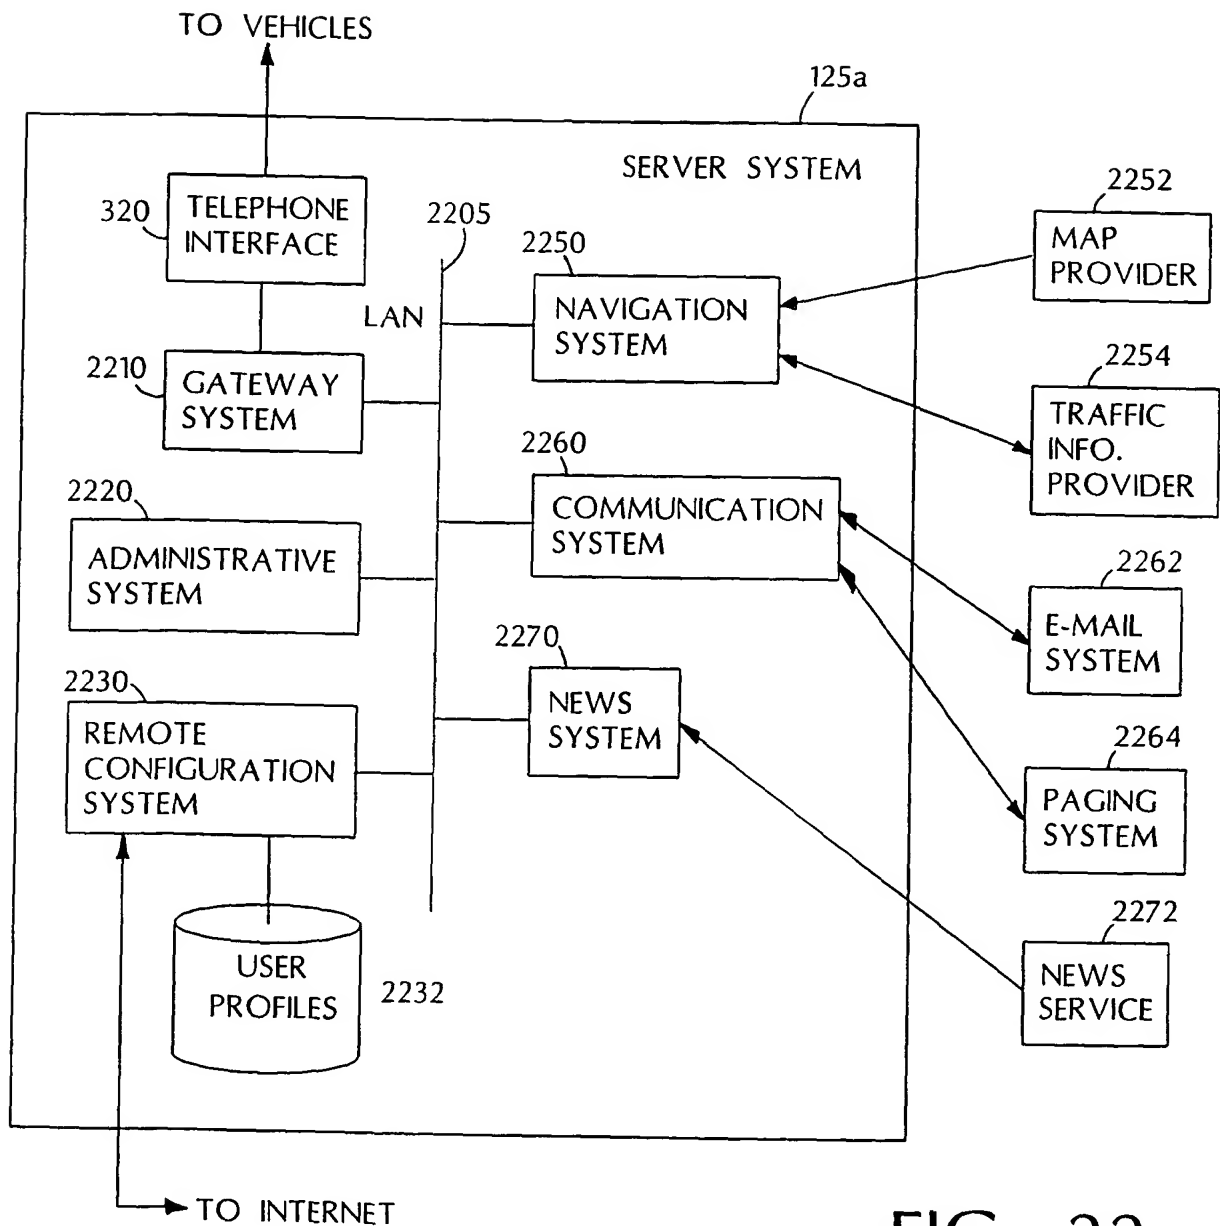 TO VEHICLES
125a
SERVER SYSTEM
320
TELEPHONE
INTERFACE
2205
LAN
2210
GATEWAY
SYSTEM
2220
ADMINISTRATIVE
SYSTEM
2230
REMOTE
CONFIGURATION
SYSTEM
USER
PROFILES
2232
TO INTERNET
2250
NAVIGATION
SYSTEM
2260
COMMUNICATION
SYSTEM
2270
NEWS
SYSTEM
2252
MAP
PROVIDER
2254
TRAFFIC
INFO.
PROVIDER
2262
E-MAIL
SYSTEM
2264
PAGING
SYSTEM
2272
NEWS
SERVICE
FIG. 22